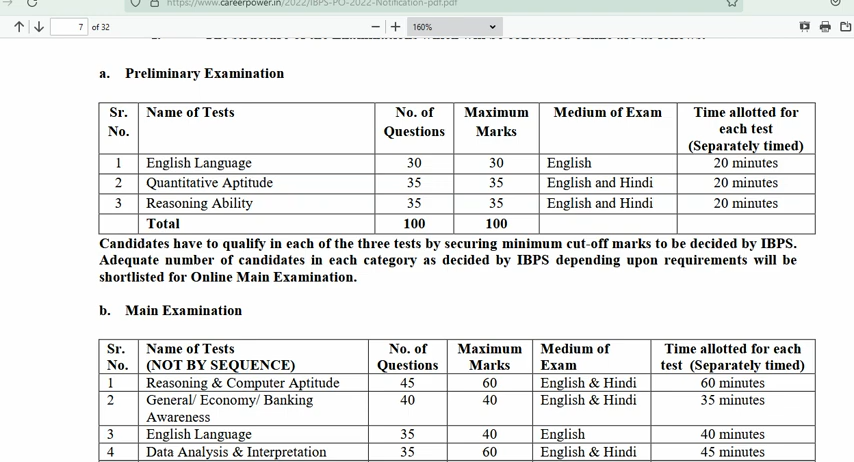 https://www.careerpower.in/2022/IBPS-PO-2022-Notification-pdf.pdf
7 of 32 160%
a. Preliminary Examination
Sr. Name of Tests No. of Maximum Medium of Exam Time allotted for
No. Questions Marks each test
(Separately timed)
1 English Language 30 30 English 20 minutes
2 Quantitative Aptitude 35 35 English and Hindi 20 minutes
3 Reasoning Ability 35 35 English and Hindi 20 minutes
Total 100 100
Candidates have to qualify in each of the three tests by securing minimum cut-off marks to be decided by IBPS.
Adequate number of candidates in each category as decided by IBPS depending upon requirements will be
shortlisted for Online Main Examination.
b. Main Examination
Sr. Name of Tests No. of Maximum Medium of Time allotted for each
No. (NOT BY SEQUENCE) Questions Marks Exam test (Separately timed)
1 Reasoning & Computer Aptitude 45 60 English & Hindi 60 minutes
2 General/ Economy/ Banking 40 40 English & Hindi 35 minutes
Awareness
3 English Language 35 40 English 40 minutes
4 Data Analysis & Interpretation 35 60 English & Hindi 45 minutes